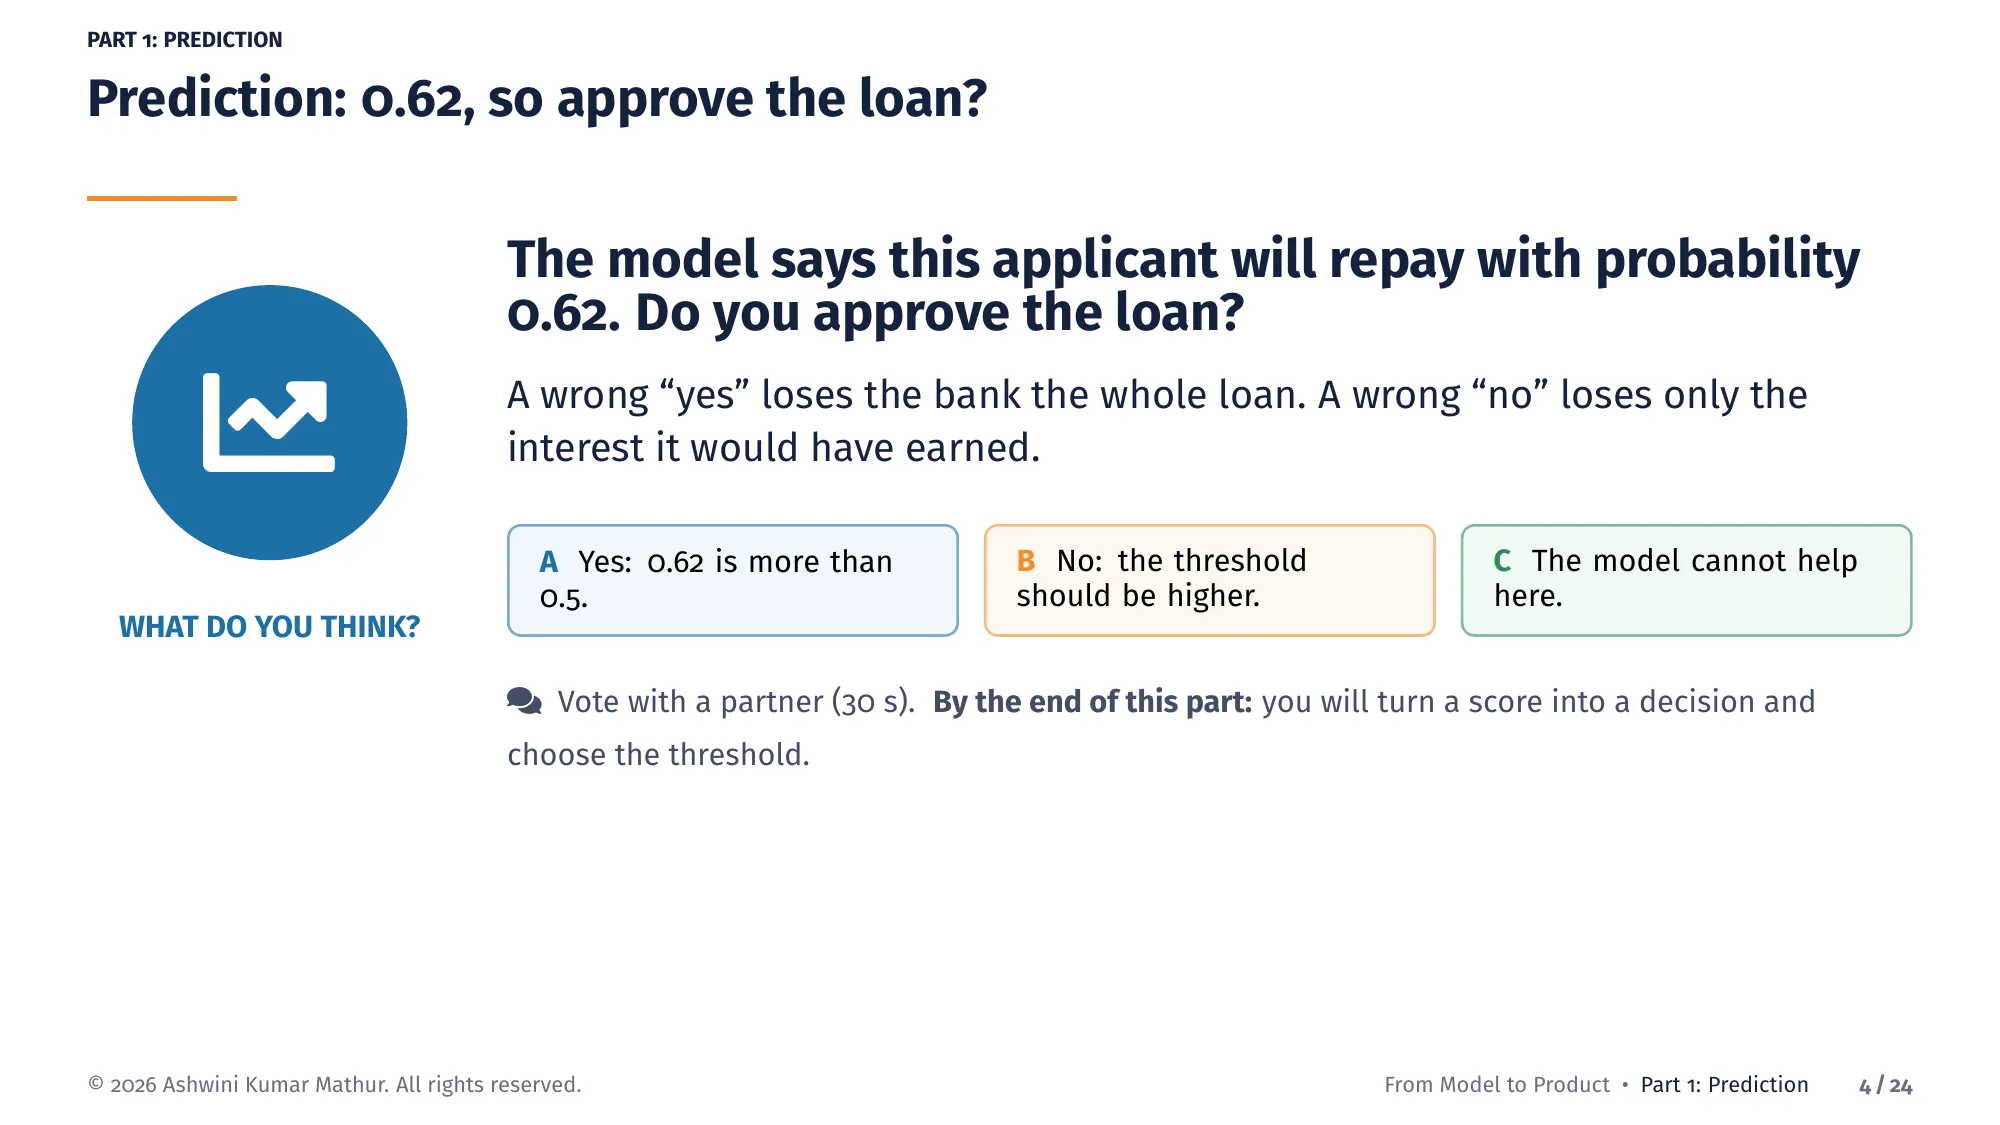 PART 1: PREDICTION
Prediction: 0.62, so approve the loan?
The model says this applicant will repay with probability
0.62. Do you approve the loan?
A wrong “yes” loses the bank the whole loan. A wrong “no” loses only the
interest it would have earned.
A Yes: 0.62 is more than
0.5.
B No: the threshold
should be higher.
C The model cannot help
here.
WHAT DO YOU THINK?
Vote with a partner (30 s). By the end of this part: you will turn a score into a decision and
choose the threshold.
© 2026 Ashwini Kumar Mathur. All rights reserved.
From Model to Product • Part 1: Prediction 4 / 24